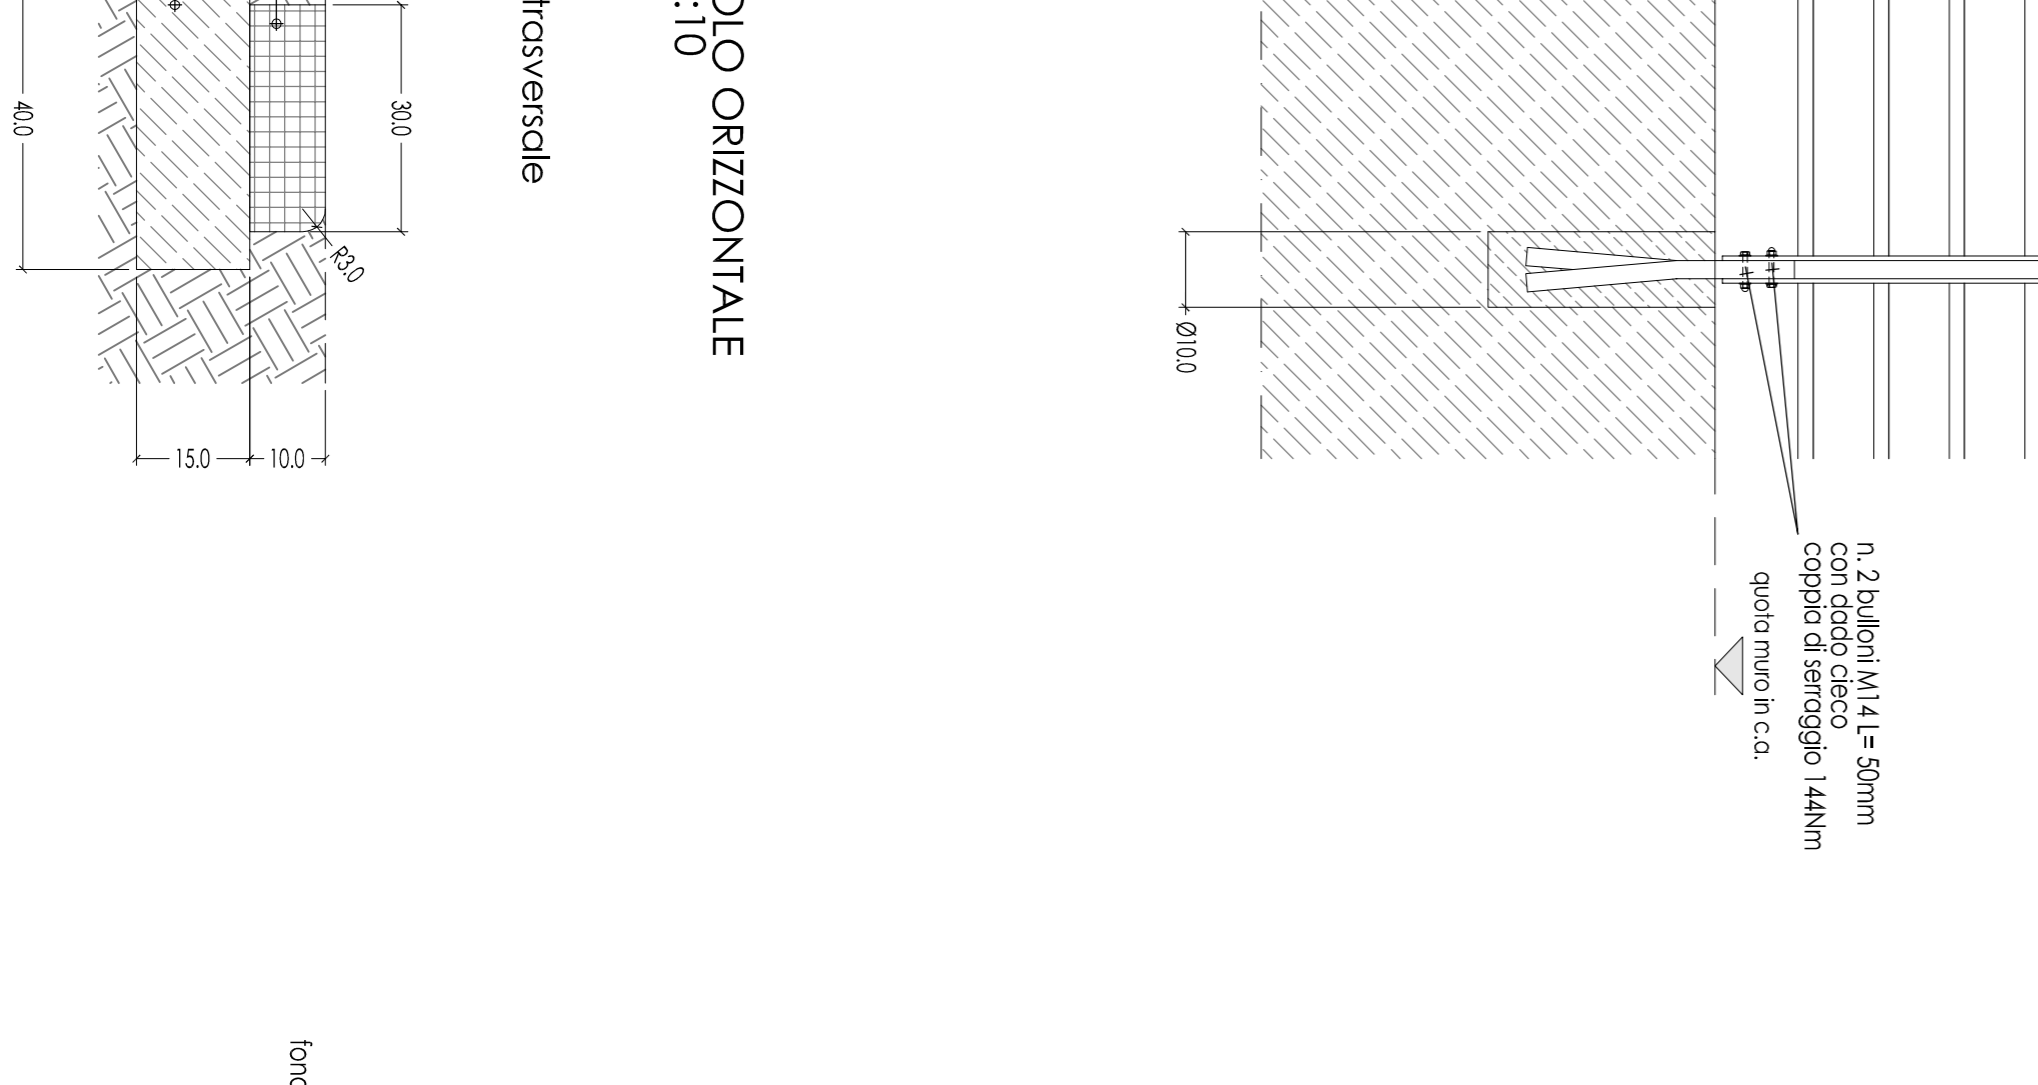 n. 2 bulloni M14 L= 50mm
con dado cieco
coppia di serraggio 144Nm
quota muro in c.a.
Ø10.0
OLO ORIZZONTALE
:10
trasversale
30.0
R3.0
40.0
15.0
10.0
fond